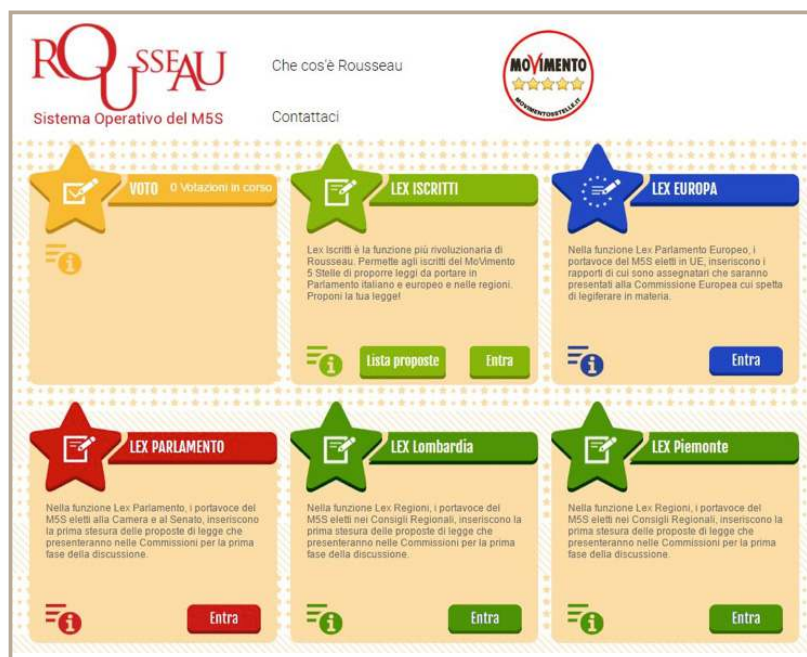 ROUSSEAU
Sistema Operativo del M5S
Che cos'è Rousseau
Contattaci
MOVIMENTO
MOVIMENTO5STELLE.IT
VOTO 0 Votazioni in corso
LEX ISCRITTI
Lex Iscritti è la funzione più rivoluzionaria di
Rousseau. Permette agli iscritti del MoVimento
5 Stelle di proporre leggi da portare in
Parlamento italiano e europeo e nelle regioni.
Proponi la tua legge!
Lista proposte
Entra
LEX EUROPA
Nella funzione Lex Parlamento Europeo, i
portavoce del M5S eletti in UE, inseriscono i
rapporti di cui sono assegnatari che saranno
presentati alla Commissione Europea cui spetta
di legiferare in materia.
Entra
LEX PARLAMENTO
Nella funzione Lex Parlamento, i portavoce del
M5S eletti alla Camera e al Senato, inseriscono
la prima stesura delle proposte di legge che
presenteranno nelle Commissioni per la prima
fase della discussione.
Entra
LEX Lombardia
Nella funzione Lex Regioni, i portavoce del
M5S eletti nei Consigli Regionali, inseriscono la
prima stesura delle proposte di legge che
presenteranno nelle Commissioni per la prima
fase della discussione.
Entra
LEX Piemonte
Nella funzione Lex Regioni, i portavoce del
M5S eletti nei Consigli Regionali, inseriscono la
prima stesura delle proposte di legge che
presenteranno nelle Commissioni per la prima
fase della discussione.
Entra